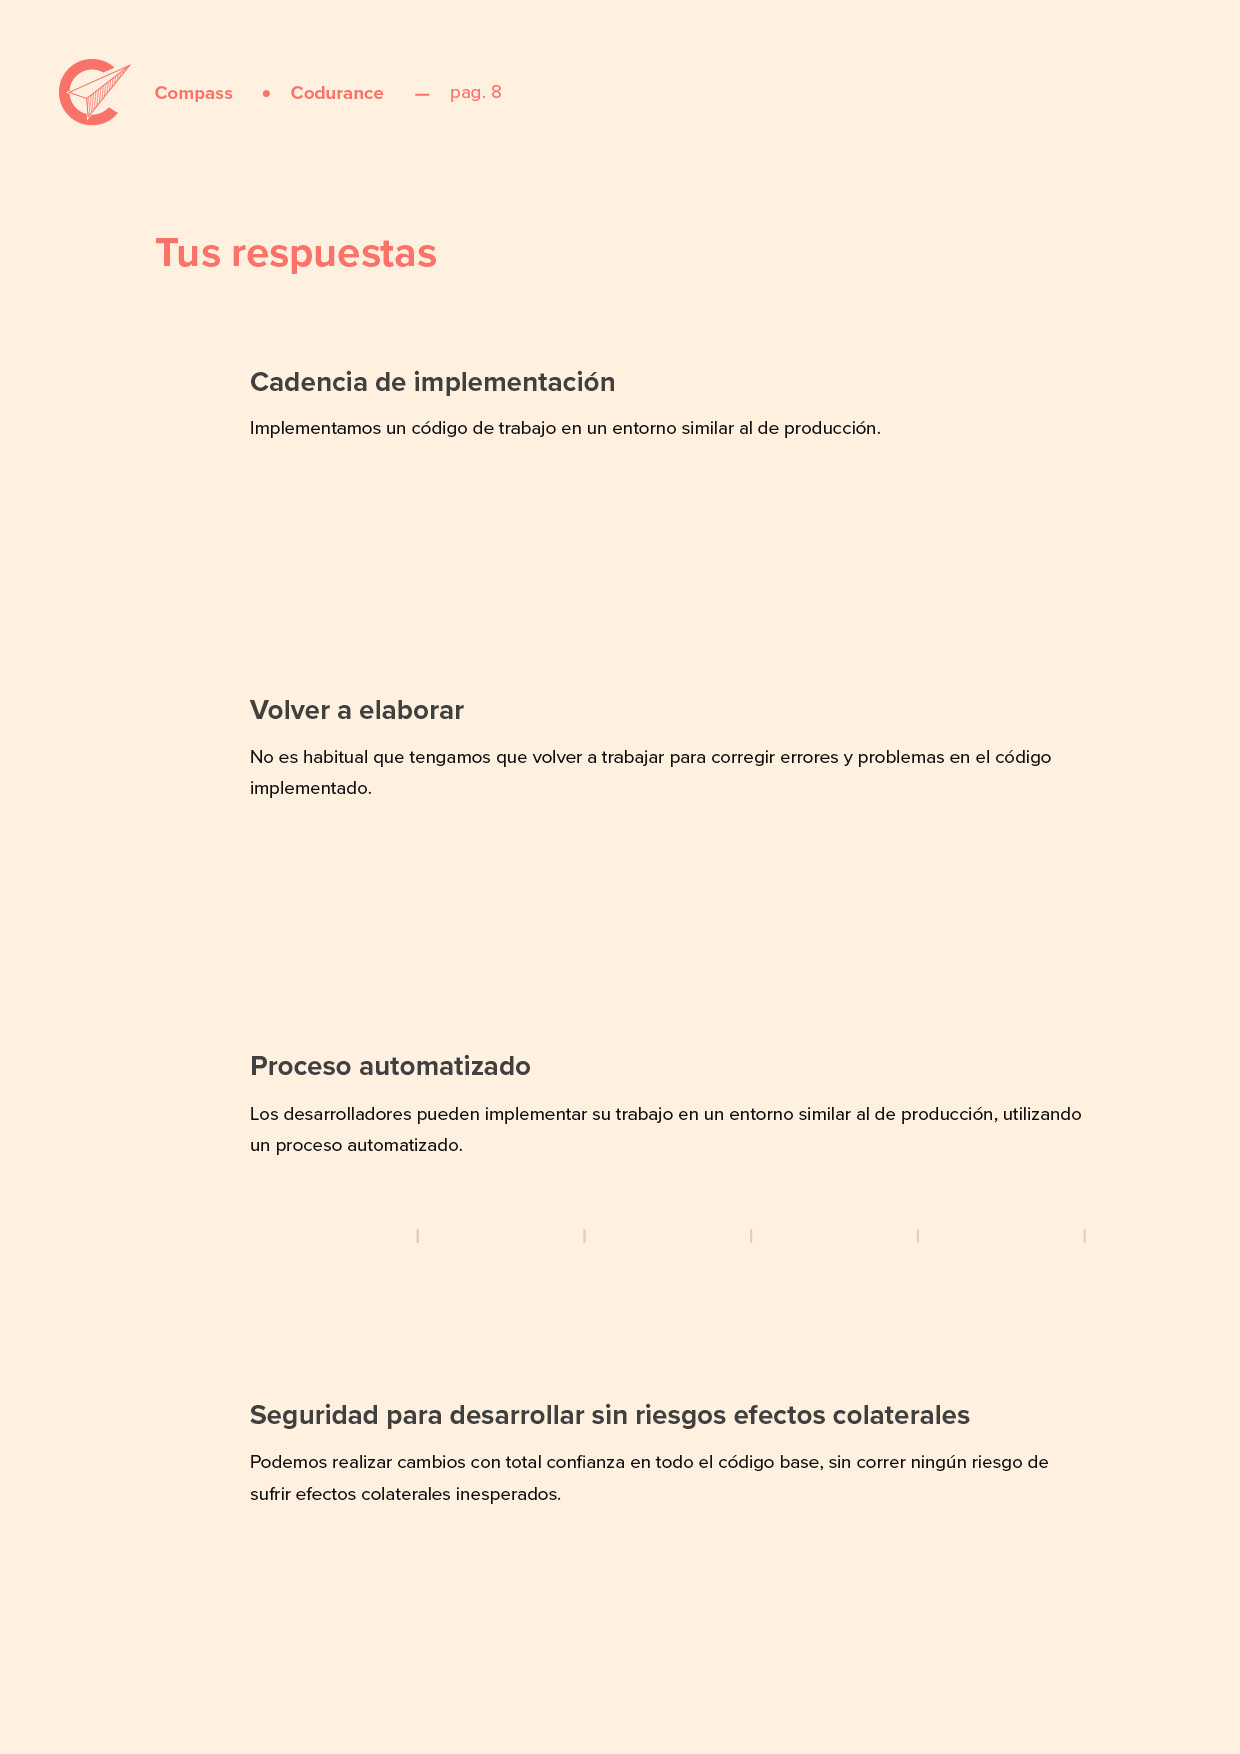 Compass • Codurance — pag. 8
Tus respuestas
Cadencia de implementación
Implementamos un código de trabajo en un entorno similar al de producción.
Volver a elaborar
No es habitual que tengamos que volver a trabajar para corregir errores y problemas en el código
implementado.
Proceso automatizado
Los desarrolladores pueden implementar su trabajo en un entorno similar al de producción, utilizando
un proceso automatizado.
Seguridad para desarrollar sin riesgos efectos colaterales
Podemos realizar cambios con total confianza en todo el código base, sin correr ningún riesgo de
sufrir efectos colaterales inesperados.